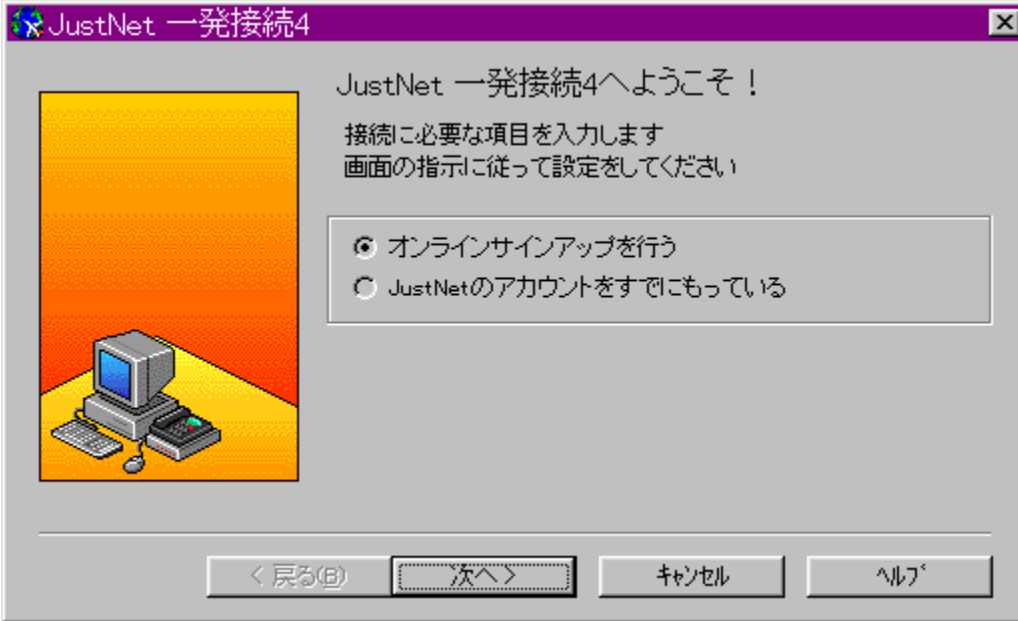 JustNet 一発接続4
JustNet 一発接続4へようこそ！
接続に必要な項目を入力します
画面の指示に従って設定をしてください
オンラインサインアップを行う
JustNetのアカウントをすでにもっている
< 戻る(B)
次へ >
ｷｬﾝｾﾙ
ﾍﾙﾌﾟ